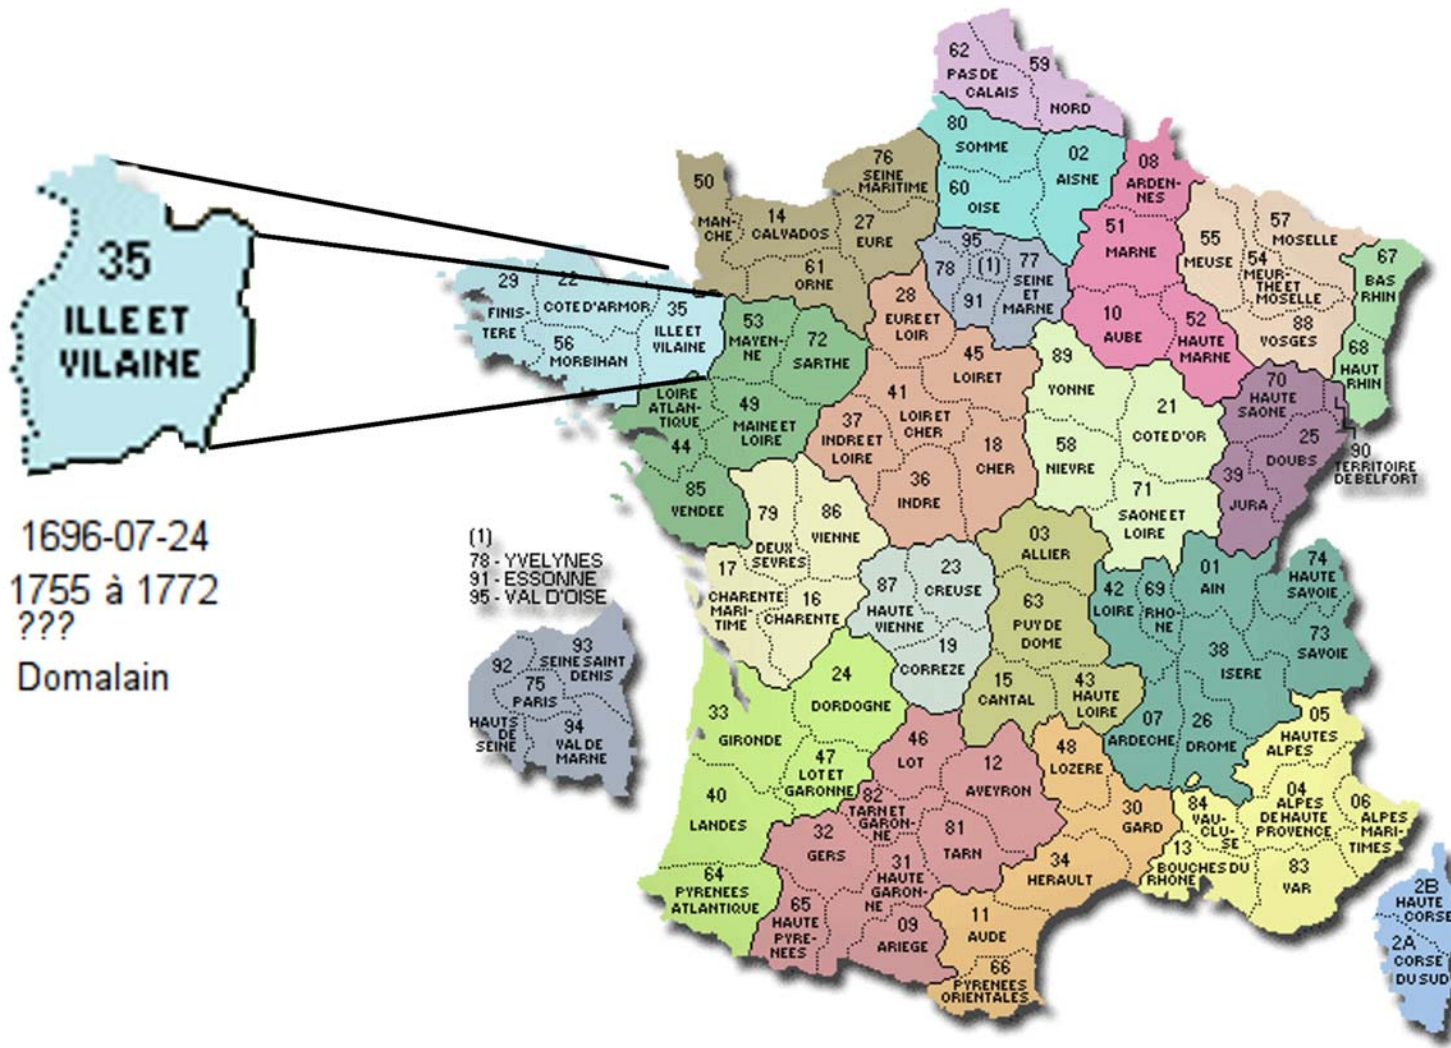 35
ILLE ET
VILAINE
1696-07-24
1755 à 1772
???
Domalain
62
PAS DE
CALAIS
59
NORD
80
SOMME
02
AISNE
60
OISE
08
ARDEN-
NES
76
SEINE
MARITIME
50
MAN-
CHE
14
CALVADOS
27
EURE
61
ORNE
95
78
(1)
77
SEINE
ET
MARNE
91
51
MARNE
10
AUBE
52
HAUTE
MARNE
55
MEUSE
57
MOSELLE
54
MEUR-
THE ET
MOSELLE
88
VOSGES
67
BAS
RHIN
68
HAUT
RHIN
29
FINIS-
TERE
22
COTE D'ARMOR
35
ILLE ET
VILAINE
56
MORBIHAN
53
MAYEN-
NE
72
SARTHE
LOIRE
ATLAN-
TIQUE
44
49
MAINE ET
LOIRE
85
VENDEE
28
EURE ET
LOIR
45
LOIRET
41
LOIR ET
CHER
37
INDRE ET
LOIRE
18
CHER
36
INDRE
89
YONNE
21
COTE D'OR
58
NIEVRE
71
SAONE ET
LOIRE
70
HAUTE
SAONE
25
DOUBS
39
JURA
90
TERRITOIRE
DE BELFORT
79
DEUX
SEVRES
86
VIENNE
17
CHARENTE
MARI-
TIME
16
CHARENTE
87
HAUTE
VIENNE
23
CREUSE
19
CORREZE
03
ALLIER
63
PUY DE
DOME
15
CANTAL
43
HAUTE
LOIRE
42
LOIRE
69
RHO-
NE
01
AIN
74
HAUTE
SAVOIE
73
SAVOIE
38
ISERE
07
ARDECHE
26
DROME
(1)
78 - YVELYNES
91 - ESSONNE
95 - VAL D'OISE
92
HAUTS
DE
SEINE
93
SEINE SAINT
DENIS
75
PARIS
94
VAL DE
MARNE
24
DORDOGNE
33
GIRONDE
47
LOT ET
GARONNE
40
LANDES
64
PYRENEES
ATLANTIQUE
46
LOT
12
AVEYRON
82
TARN ET
GARON-
NE
32
GERS
81
TARN
31
HAUTE
GARON-
NE
65
HAUTE
PYRE-
NEES
09
ARIEGE
48
LOZERE
30
GARD
34
HERAULT
11
AUDE
66
PYRENEES
ORIENTALES
05
HAUTES
ALPES
04
ALPES
DE HAUTE
PROVENCE
06
ALPES
MARI-
TIMES
84
VAU-
CLU-
SE
13
BOUCHES DU
RHONE
83
VAR
2B
HAUTE
CORSE
2A
CORSE
DU SUD